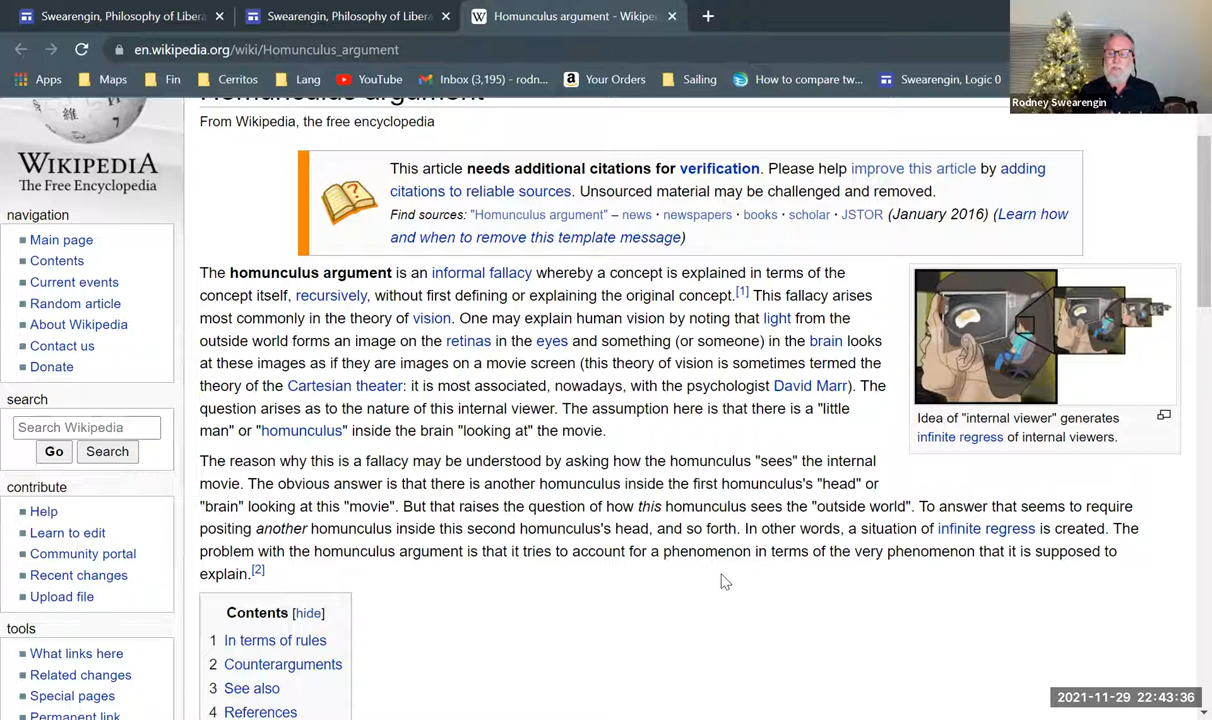 Swearengin, Philosophy of Libera
Swearengin, Philosophy of Libera
Homunculus argument - Wikipe
en.wikipedia.org/wiki/Homunculus_argument
Apps
Maps
Fin
Cerritos
Lang
YouTube
Inbox (3,195) - rodn...
Your Orders
Sailing
How to compare tw...
Swearengin, Logic 0
Rodney Swearengin
Homunculus argument
From Wikipedia, the free encyclopedia
This article needs additional citations for verification. Please help improve this article by adding
citations to reliable sources. Unsourced material may be challenged and removed.
Find sources: "Homunculus argument" – news · newspapers · books · scholar · JSTOR (January 2016) (Learn how
and when to remove this template message)
WIKIPEDIA
The Free Encyclopedia
navigation
Main page
Contents
Current events
Random article
About Wikipedia
Contact us
Donate
search
Search Wikipedia
Go
Search
contribute
Help
Learn to edit
Community portal
Recent changes
Upload file
tools
What links here
Related changes
Special pages
Permanent link
The homunculus argument is an informal fallacy whereby a concept is explained in terms of the
concept itself, recursively, without first defining or explaining the original concept.[1] This fallacy arises
most commonly in the theory of vision. One may explain human vision by noting that light from the
outside world forms an image on the retinas in the eyes and something (or someone) in the brain looks
at these images as if they are images on a movie screen (this theory of vision is sometimes termed the
theory of the Cartesian theater: it is most associated, nowadays, with the psychologist David Marr). The
question arises as to the nature of this internal viewer. The assumption here is that there is a "little
man" or "homunculus" inside the brain "looking at" the movie.
The reason why this is a fallacy may be understood by asking how the homunculus "sees" the internal
movie. The obvious answer is that there is another homunculus inside the first homunculus's "head" or
"brain" looking at this "movie". But that raises the question of how this homunculus sees the "outside world". To answer that seems to require
positing another homunculus inside this second homunculus's head, and so forth. In other words, a situation of infinite regress is created. The
problem with the homunculus argument is that it tries to account for a phenomenon in terms of the very phenomenon that it is supposed to
explain.[2]
Idea of "internal viewer" generates
infinite regress of internal viewers.
Contents [hide]
1 In terms of rules
2 Counterarguments
3 See also
4 References
2021-11-29 22:43:36